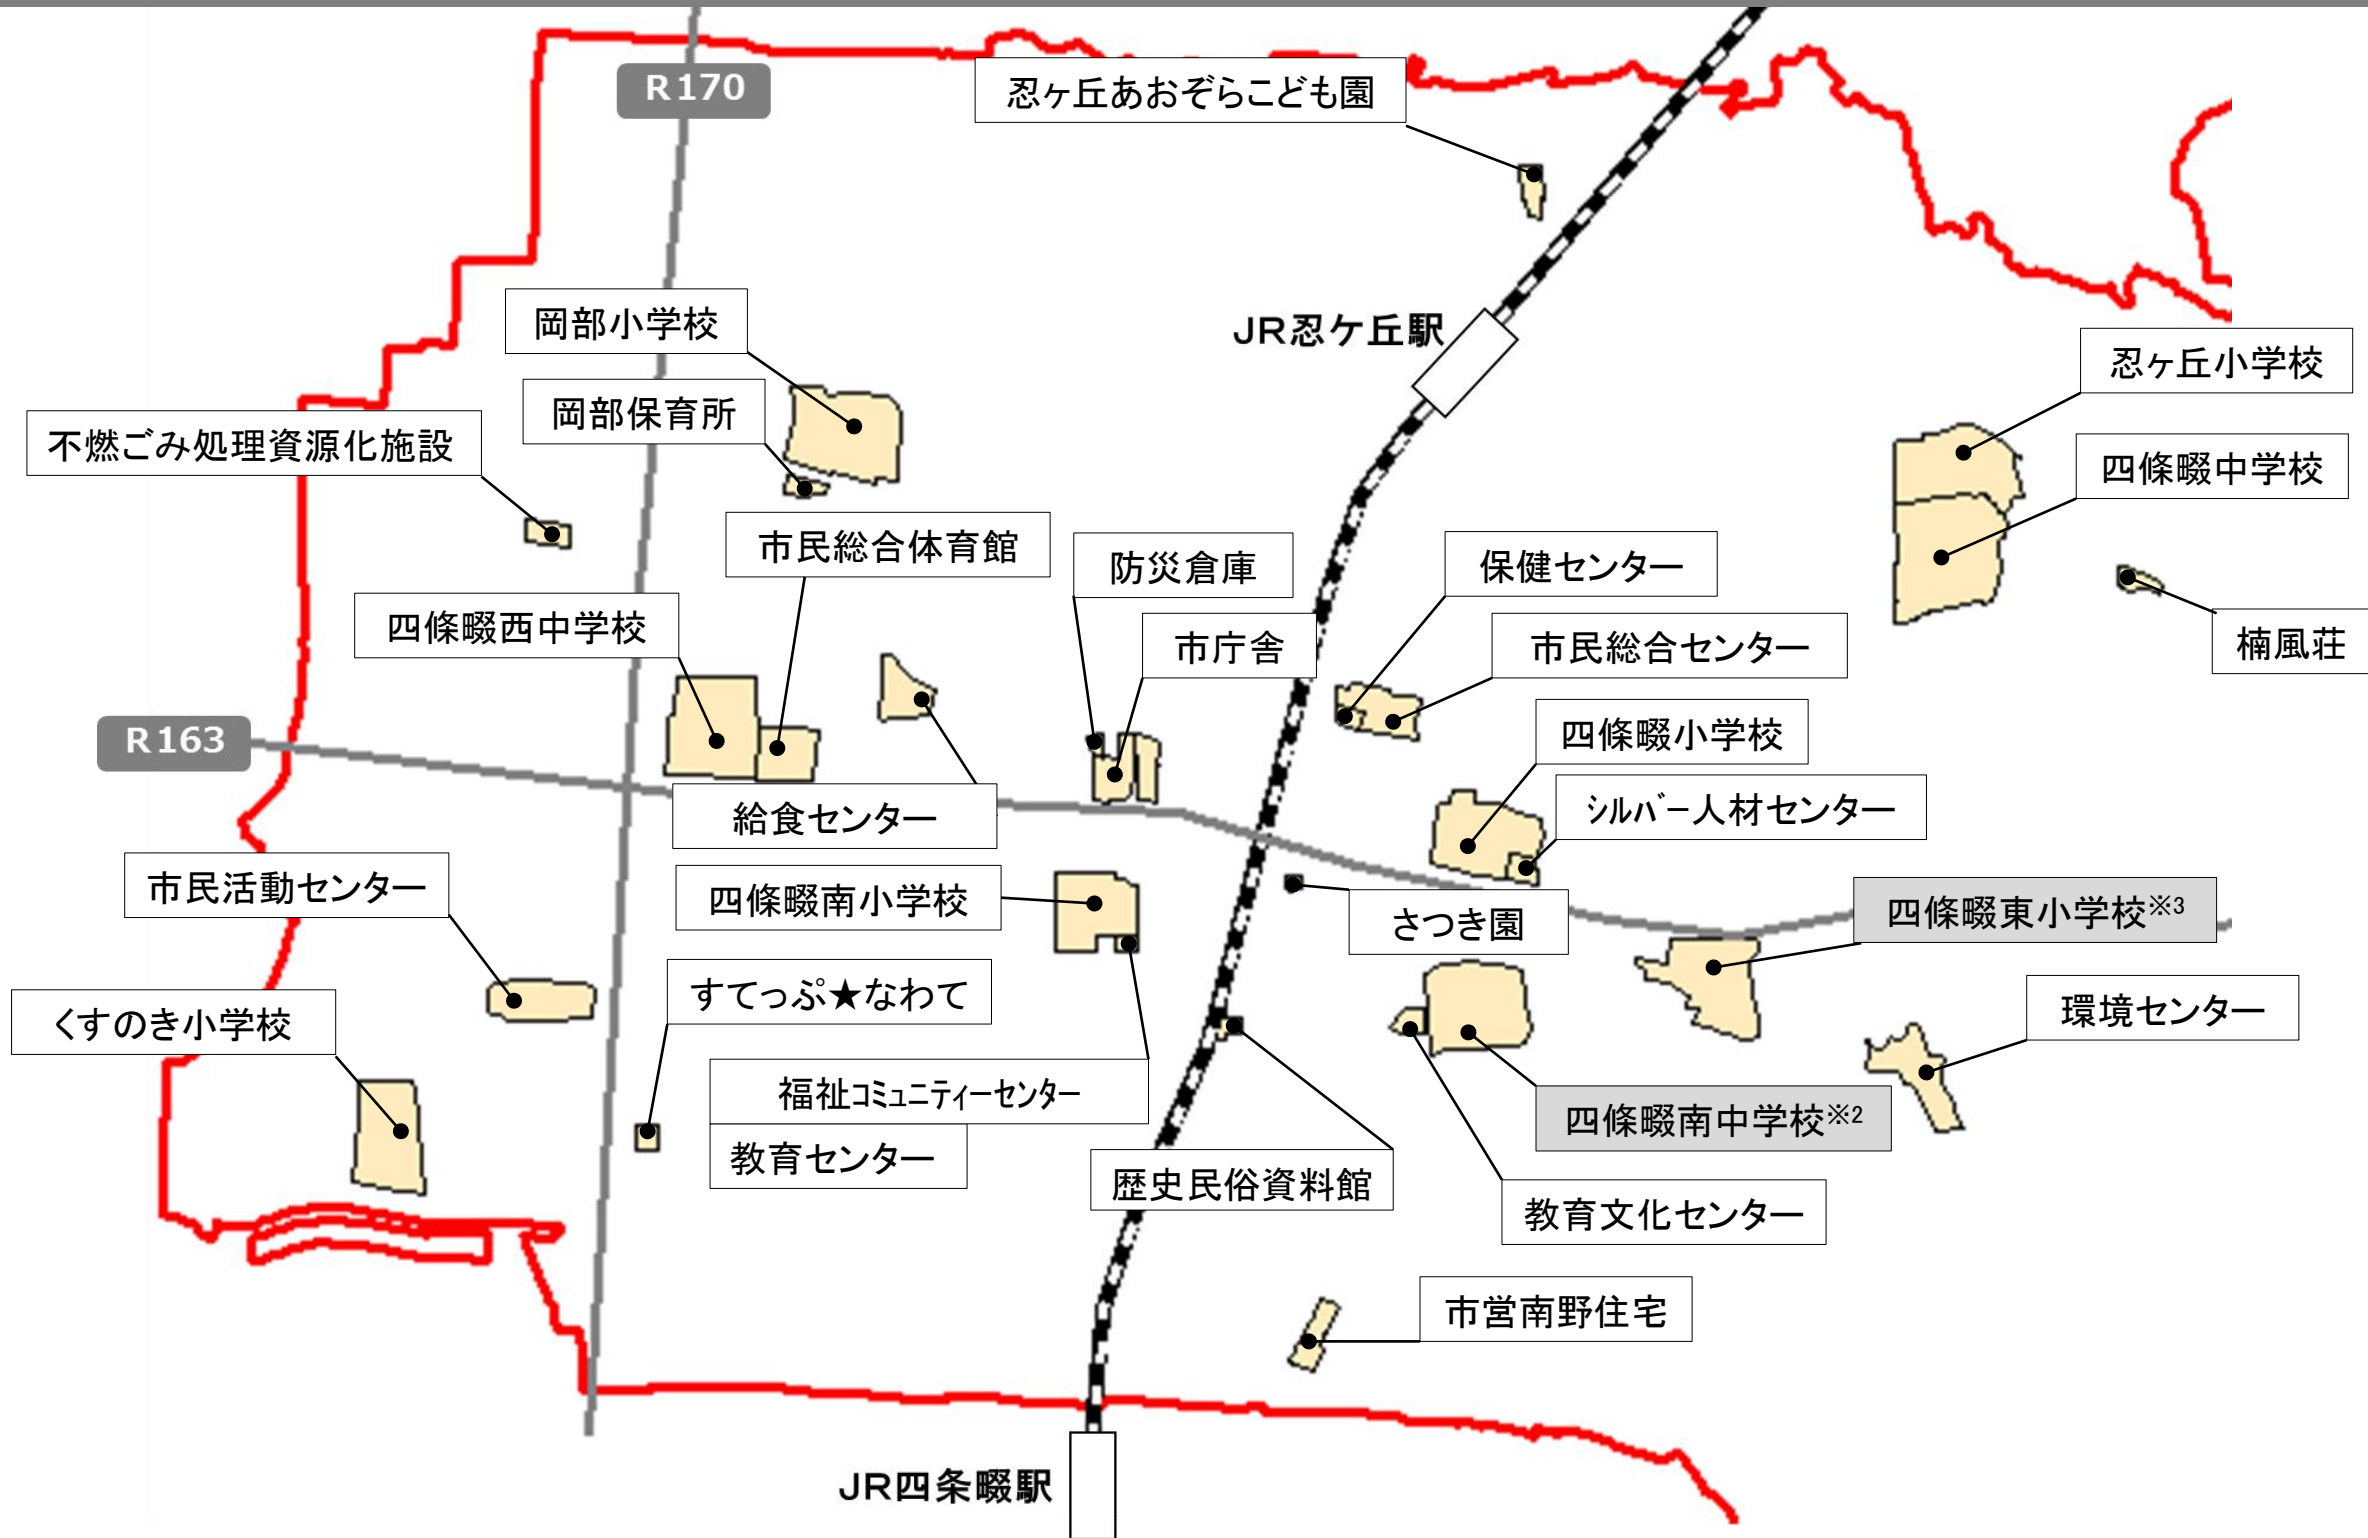 R170
忍ヶ丘あおぞらこども園
岡部小学校
JR忍ケ丘駅
忍ヶ丘小学校
岡部保育所
不燃ごみ処理資源化施設
四條畷中学校
市民総合体育館
防災倉庫
保健センター
四條畷西中学校
市庁舎
市民総合センター
楠風荘
R163
四條畷小学校
給食センター
シルバー人材センター
市民活動センター
四條畷南小学校
さつき園
四條畷東小学校※3
すてっぷ★なわて
くすのき小学校
環境センター
福祉コミュニティーセンター
四條畷南中学校※2
教育センター
歴史民俗資料館
教育文化センター
市営南野住宅
JR四条畷駅